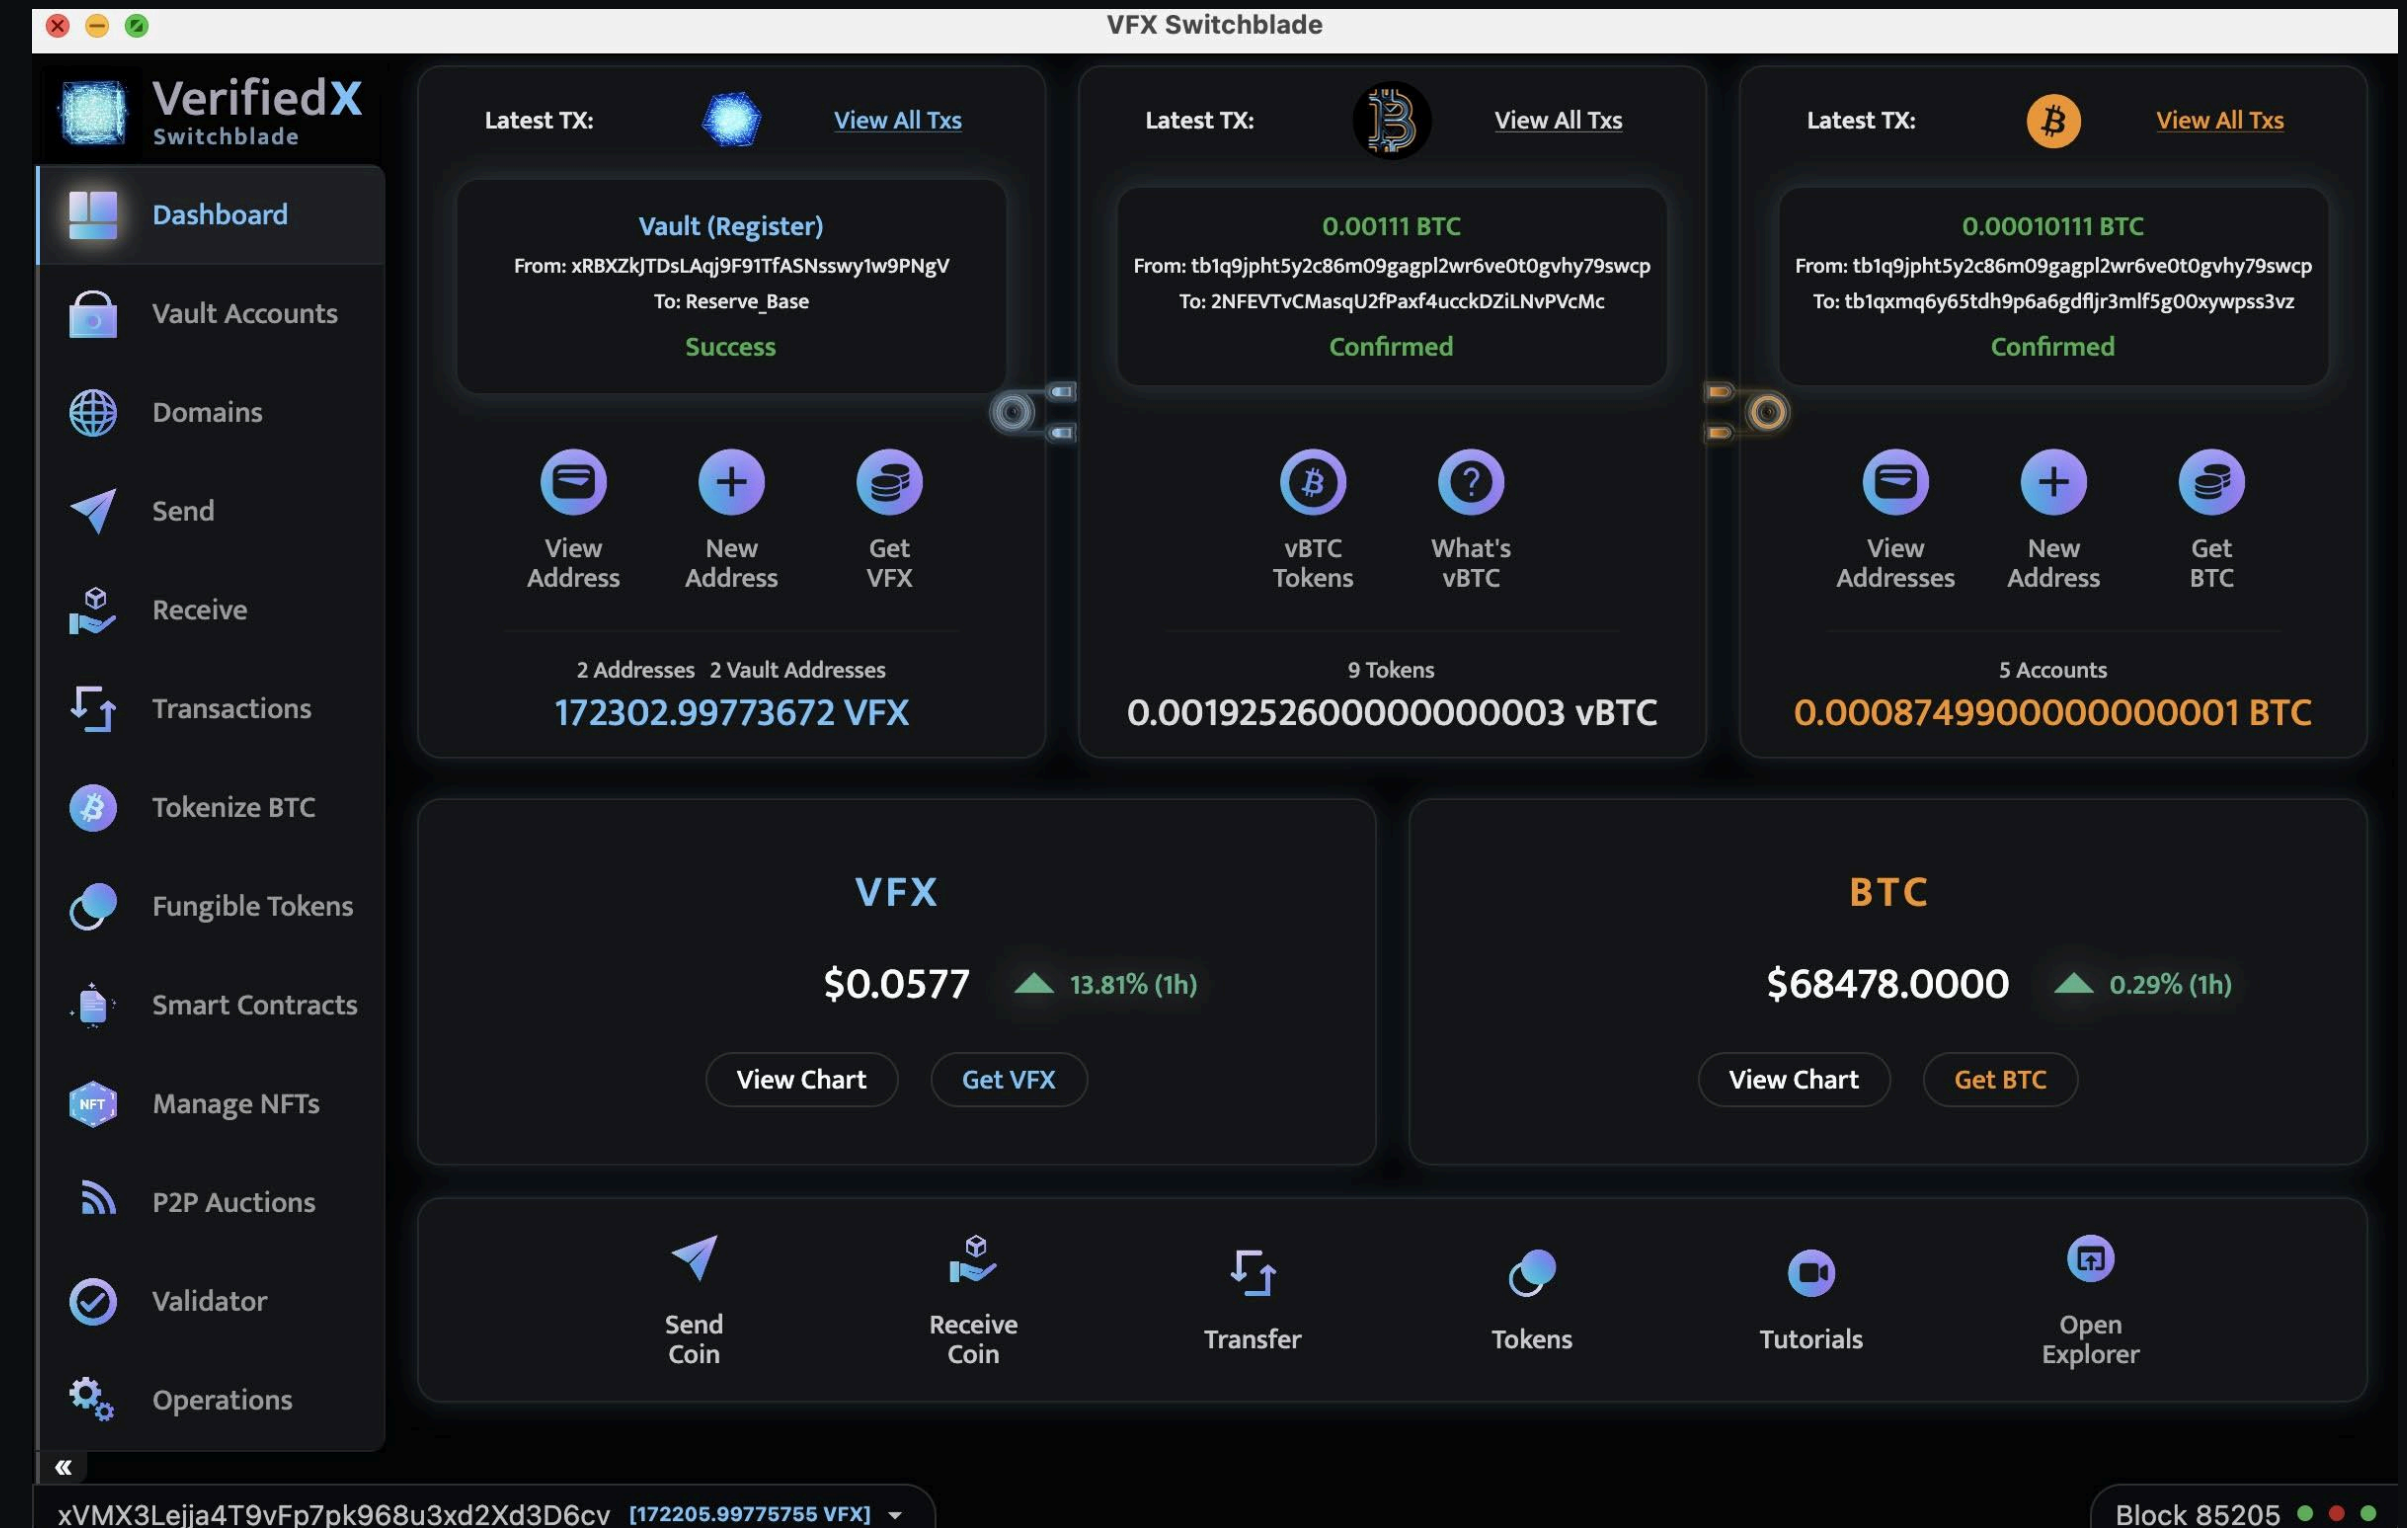 VFX Switchblade
VerifiedX
Switchblade
Dashboard
Vault Accounts
Domains
Send
Receive
Transactions
Tokenize BTC
Fungible Tokens
Smart Contracts
NFT
Manage NFTs
P2P Auctions
Validator
Operations
«
Latest TX:
View All Txs
Vault (Register)
From: xRBXZkJTDsLAqj9F91TfASNsswy1w9PNgV
To: Reserve_Base
Success
View
Address
New
Address
Get
VFX
2 Addresses 2 Vault Addresses
172302.99773672 VFX
Latest TX:
View All Txs
0.00111 BTC
From: tb1q9jpht5y2c86m09gagpl2wr6ve0t0gvhy79swcp
To: 2NFEVTvCMasqU2fPaxf4ucckDZiLNvPVcMc
Confirmed
vBTC
Tokens
What's
vBTC
9 Tokens
0.0019252600000000003 vBTC
Latest TX:
View All Txs
0.00010111 BTC
From: tb1q9jpht5y2c86m09gagpl2wr6ve0t0gvhy79swcp
To: tb1qxmq6y65tdh9p6a6gdfljr3mlf5g00xywpss3vz
Confirmed
View
Addresses
New
Address
Get
BTC
5 Accounts
0.0008749900000000001 BTC
VFX
$0.0577
13.81% (1h)
View Chart
Get VFX
BTC
$68478.0000
0.29% (1h)
View Chart
Get BTC
Send
Coin
Receive
Coin
Transfer
Tokens
Tutorials
Open
Explorer
xVMX3Lejja4T9vFp7pk968u3xd2Xd3D6cv [172205.99775755 VFX]
Block 85205